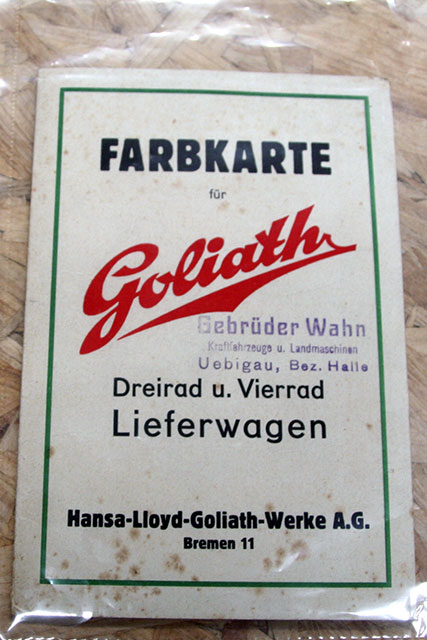 FARBKARTE
für
Goliath
Gebrüder Wahn
Kraftfahrzeuge u. Landmaschinen
Uebigau, Bez. Halle
Dreirad u. Vierrad
Lieferwagen
Hansa-Lloyd-Goliath-Werke A.G.
Bremen 11